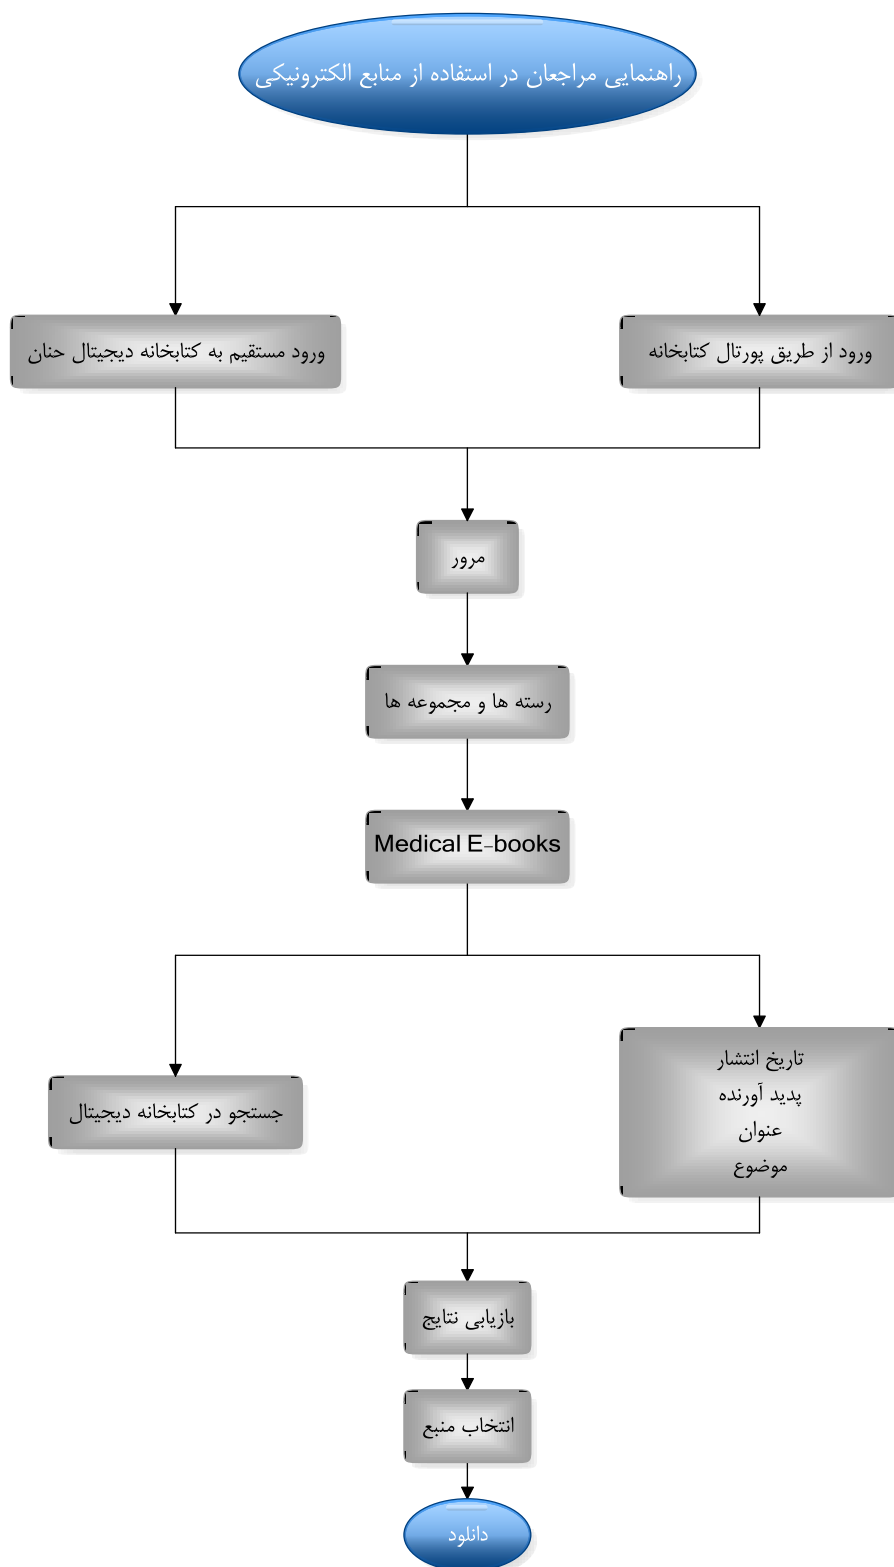 راهنمایی مراجعان در استفاده از منابع الکترونیکی
ورود از طریق پورتال کتابخانه
ورود مستقیم به کتابخانه دیجیتال حنان
مرور
رسته ها و مجموعه ها
Medical E-books
تاریخ انتشار
پدید آورنده
عنوان
موضوع
جستجو در کتابخانه دیجیتال
بازیابی نتایج
انتخاب منبع
دانلود